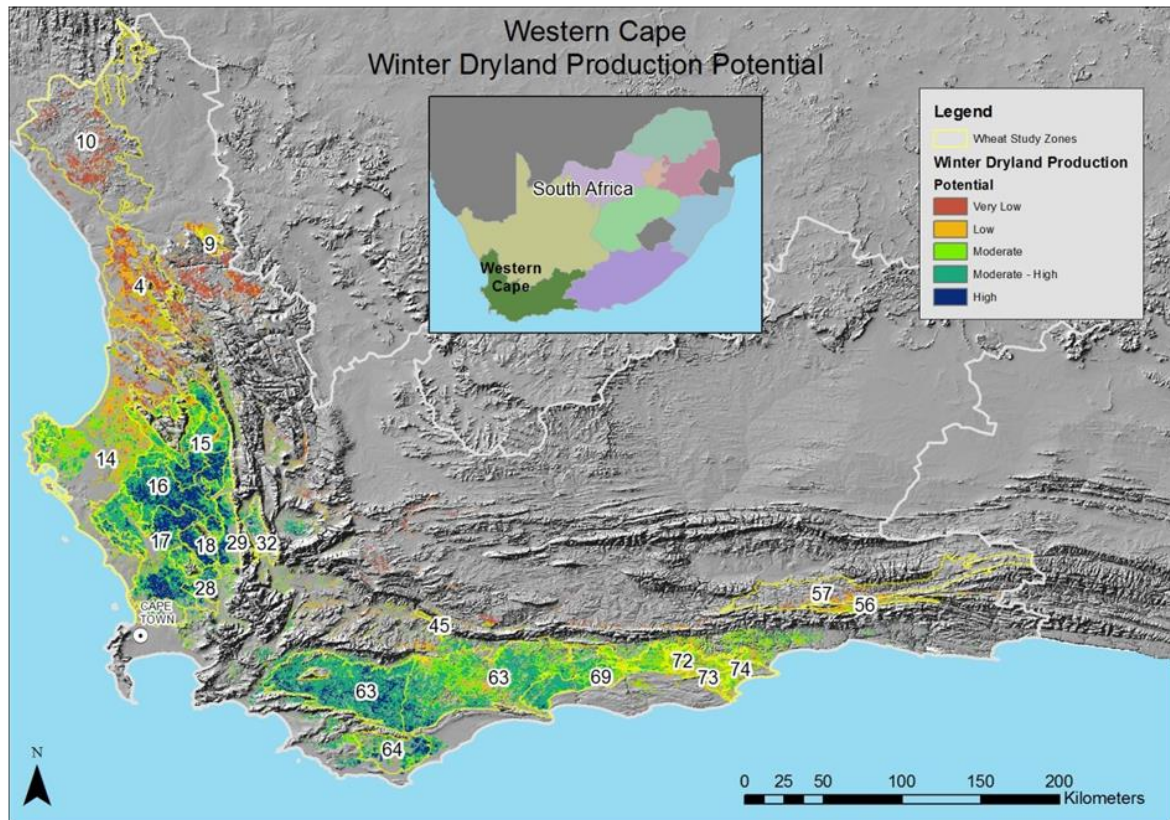 Western Cape
Winter Dryland Production Potential
South Africa
Western
Cape
Legend
Wheat Study Zones
Winter Dryland Production
Potential
Very Low
Low
Moderate
Moderate - High
High
10
9
4
15
14
16
17
18
29
32
28
CAPE
TOWN
57
56
45
72
74
63
63
69
73
64
N
0 25 50 100 150 200
Kilometers